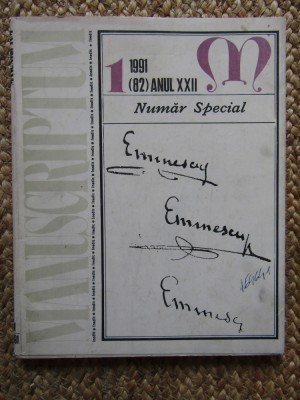 MANUSCRIPTUM
1 1991
(82) ANUL XXII
M
Număr Special
Eminescu
Eminescu
Eminescu